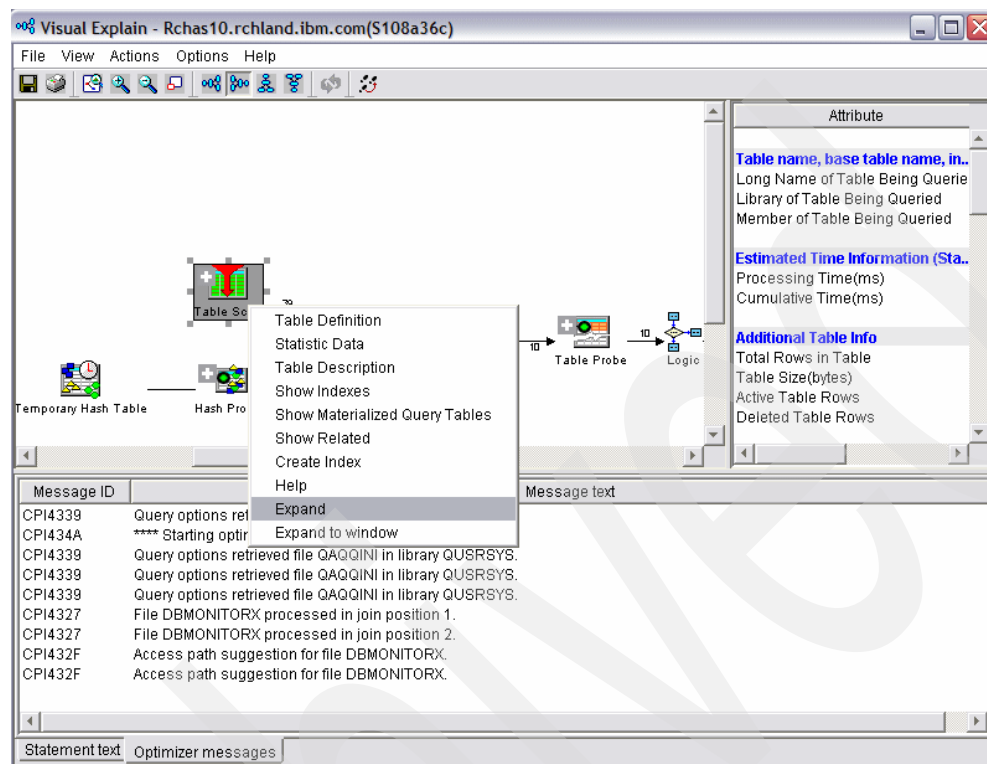 Visual Explain - Rchas10.rchland.ibm.com(S108a36c)
File View Actions Options Help
Attribute
Table name, base table name, in..
Long Name of Table Being Querie
Library of Table Being Queried
Member of Table Being Queried
Estimated Time Information (Sta..
Processing Time(ms)
Cumulative Time(ms)
Additional Table Info
Total Rows in Table
Table Size(bytes)
Active Table Rows
Deleted Table Rows
Table Sc
Temporary Hash Table
Hash Pro
10
Table Probe
10
Logic
Table Definition
Statistic Data
Table Description
Show Indexes
Show Materialized Query Tables
Show Related
Create Index
Help
Expand
Expand to window
Message ID Message text
CPI4339 Query options ret
CPI434A **** Starting optir
CPI4339 Query options retrieved file QAQQINI in library QUSRSYS.
CPI4339 Query options retrieved file QAQQINI in library QUSRSYS.
CPI4339 Query options retrieved file QAQQINI in library QUSRSYS.
CPI4327 File DBMONITORX processed in join position 1.
CPI4327 File DBMONITORX processed in join position 2.
CPI432F Access path suggestion for file DBMONITORX.
CPI432F Access path suggestion for file DBMONITORX.
Statement text Optimizer messages